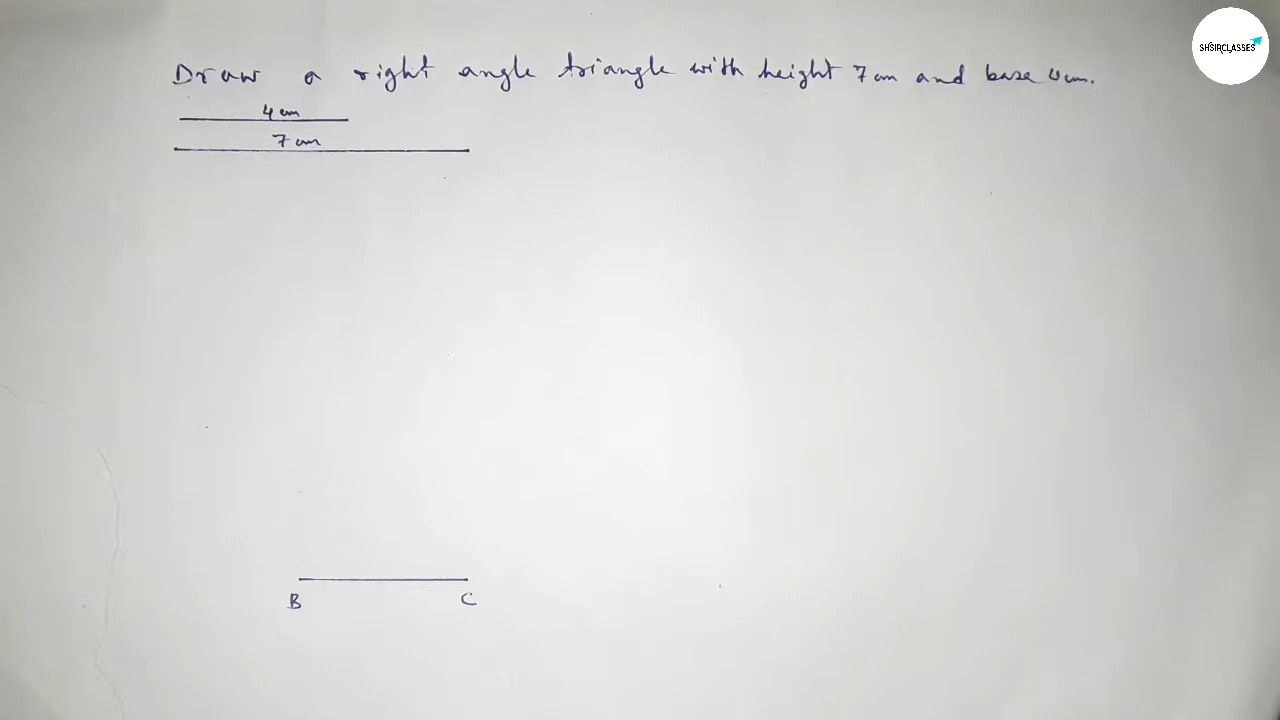 SHSIRCLASSES
Draw a right angle triangle with height 7cm and base 4cm.
4cm
7cm
B C